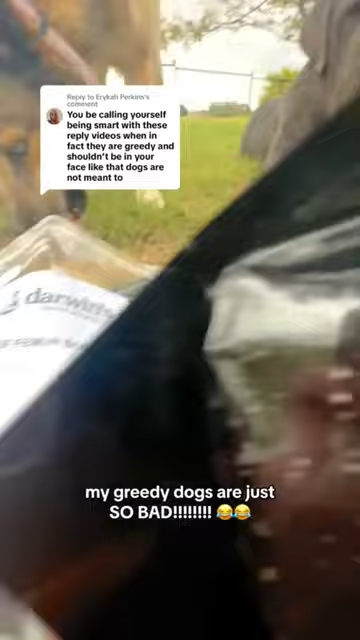 Reply to Erykah Perkins's
comment
You be calling yourself
being smart with these
reply videos when in
fact they are greedy and
shouldn't be in your
face like that dogs are
not meant to
darwin's
my greedy dogs are just
SO BAD!!!!!!!! 😂😂